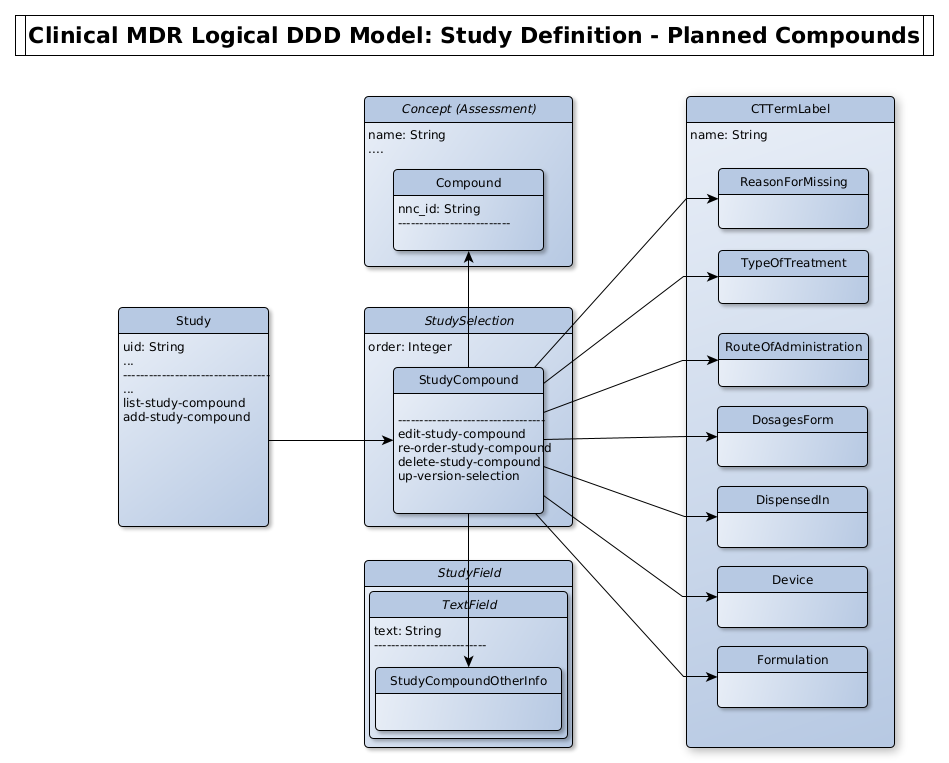 Clinical MDR Logical DDD Model: Study Definition - Planned Compounds
Concept (Assessment)
name: String
....
Compound
nnc_id: String
--------------------------
Study
uid: String
...
----------------------------------
...
list-study-compound
add-study-compound
StudySelection
order: Integer
StudyCompound
----------------------------------
edit-study-compound
re-order-study-compound
delete-study-compound
up-version-selection
StudyField
TextField
text: String
--------------------------
StudyCompoundOtherInfo
CTTermLabel
name: String
ReasonForMissing
TypeOfTreatment
RouteOfAdministration
DosagesForm
DispensedIn
Device
Formulation